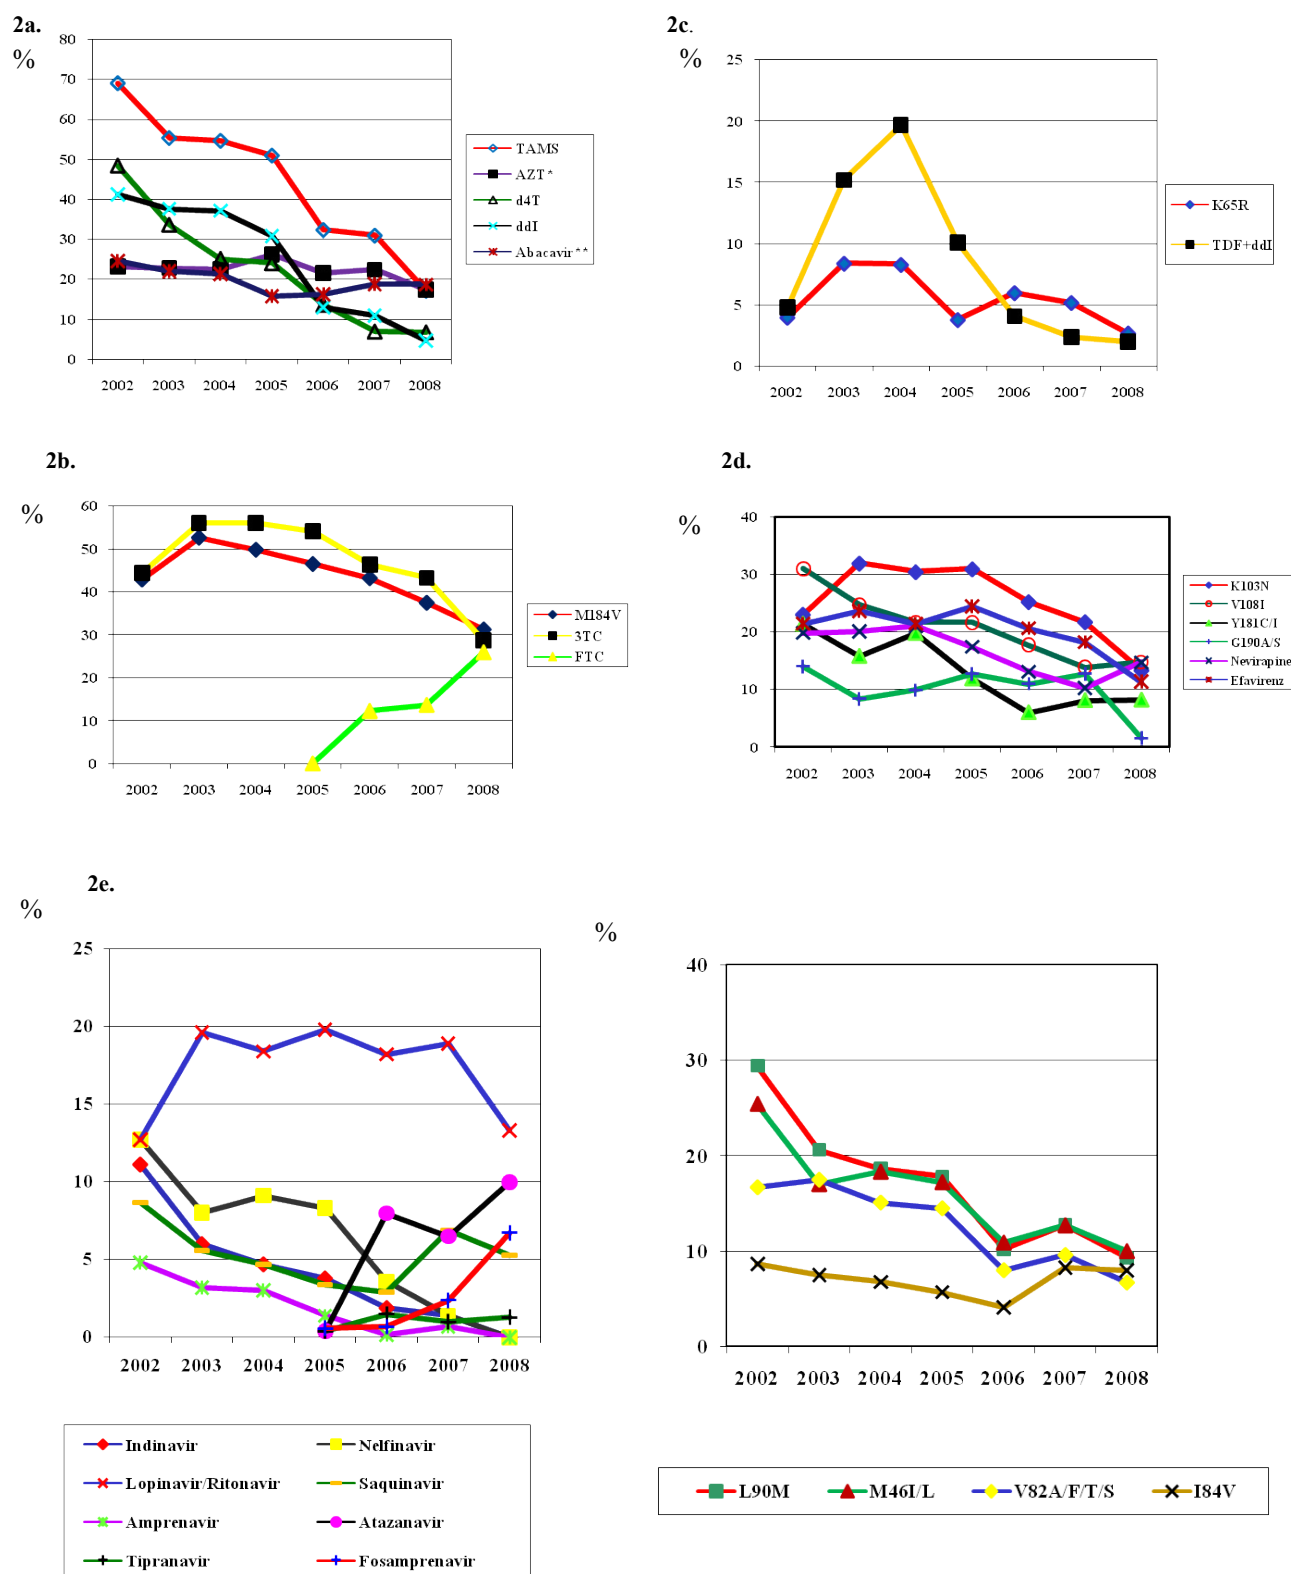 2a.
%
80
70
60
50
40
30
20
10
0
2002 2003 2004 2005 2006 2007 2008
TAMS
AZT*
d4T
ddI
Abacavir**
2c.
%
25
20
15
10
5
0
2002 2003 2004 2005 2006 2007 2008
K65R
TDF+ddI
2b.
%
60
50
40
30
20
10
0
2002 2003 2004 2005 2006 2007 2008
MI84V
3TC
FTC
2d.
%
40
30
20
10
0
2002 2003 2004 2005 2006 2007 2008
K103N
V108I
Y181C/I
G190A/S
Nevirapine
Efavirenz
2e.
%
25
20
15
10
5
0
2002 2003 2004 2005 2006 2007 2008
Indinavir Nelfinavir
Lopinavir/Ritonavir Saquinavir
Amprenavir Atazanavir
Tipranavir Fosamprenavir
%
40
30
20
10
0
2002 2003 2004 2005 2006 2007 2008
L90M M46I/L V82A/F/T/S I84V